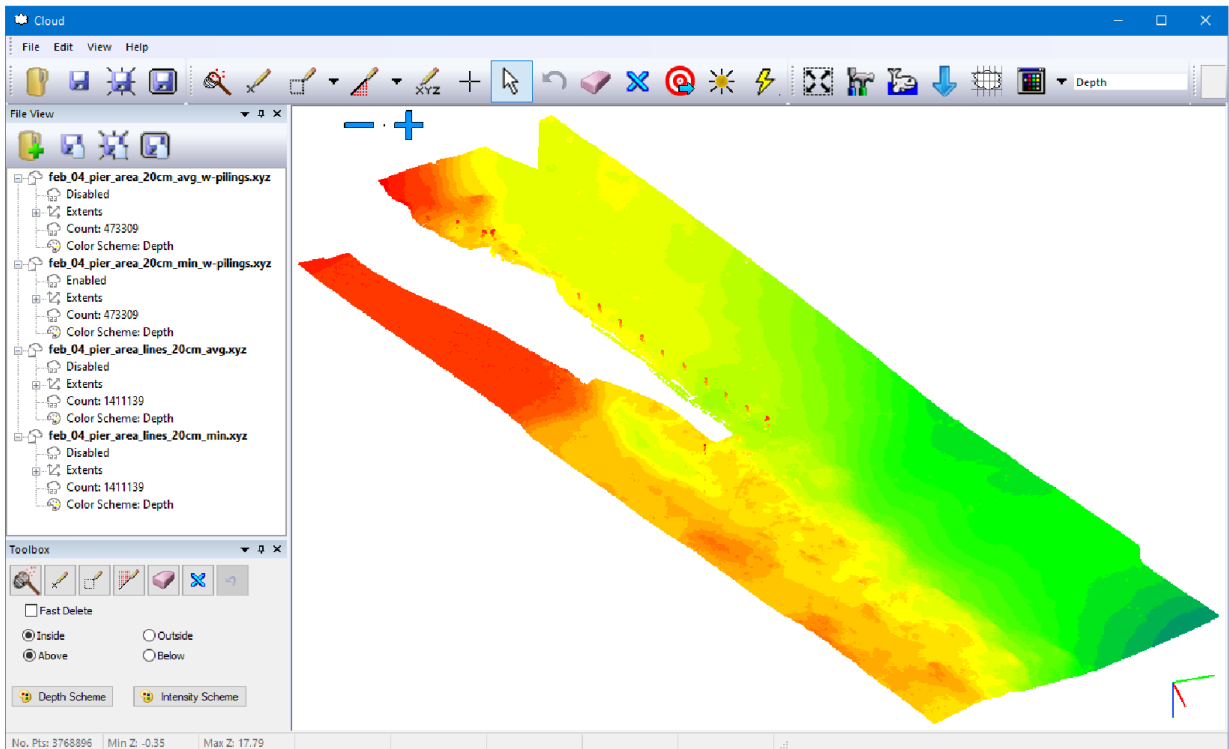 Cloud
File Edit View Help
XYZ
Depth
File View
feb_04_pier_area_20cm_avg_w-pilings.xyz
Disabled
Extents
Count: 473309
Color Scheme: Depth
feb_04_pier_area_20cm_min_w-pilings.xyz
Enabled
Extents
Count: 473309
Color Scheme: Depth
feb_04_pier_area_lines_20cm_avg.xyz
Disabled
Extents
Count: 1411139
Color Scheme: Depth
feb_04_pier_area_lines_20cm_min.xyz
Disabled
Extents
Count: 1411139
Color Scheme: Depth
Toolbox
Fast Delete
Inside Outside
Above Below
Depth Scheme Intensity Scheme
No. Pts: 3768896 Min Z: -0.35 Max Z: 17.79